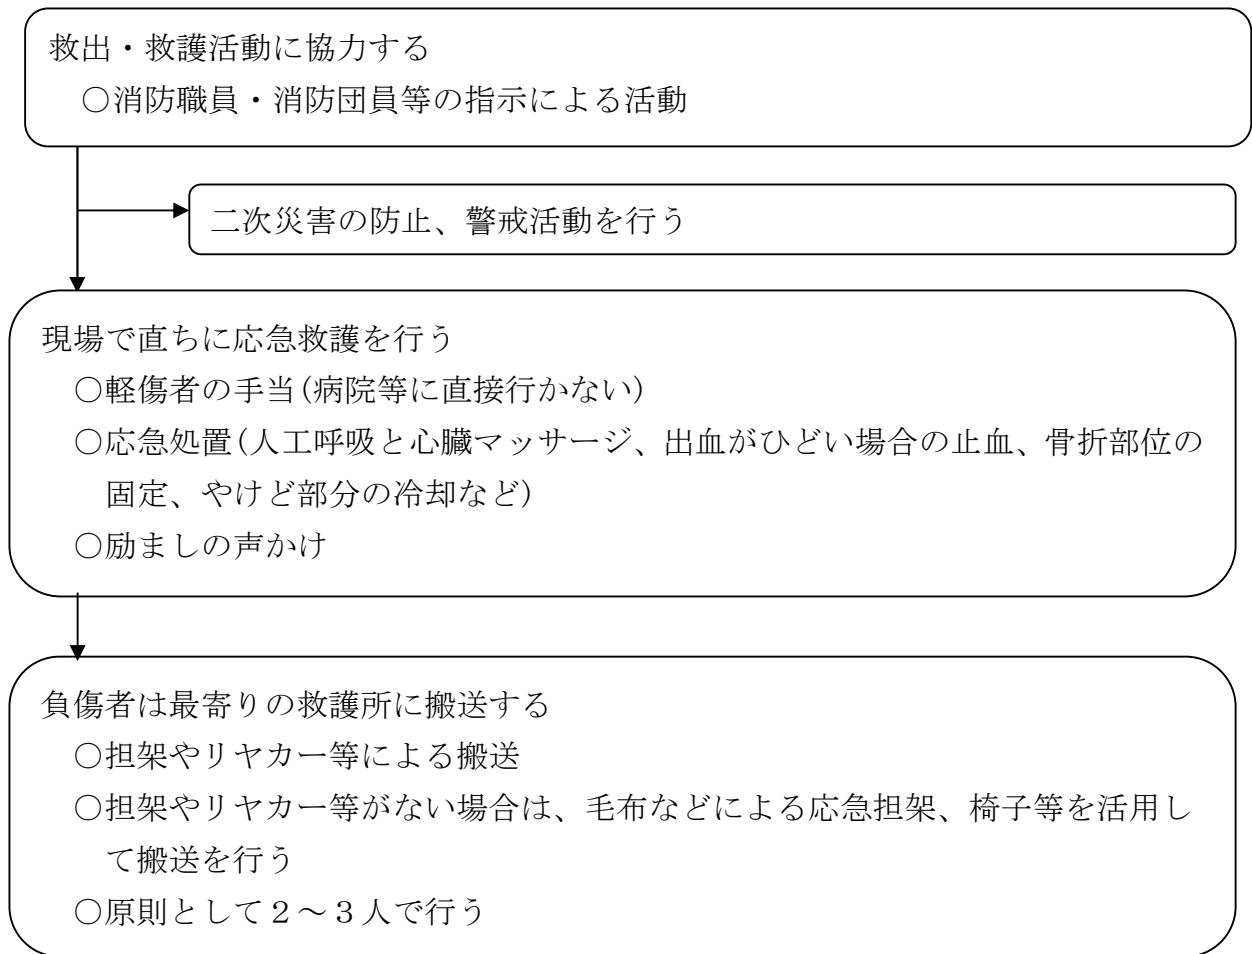 救出・救護活動に協力する
○消防職員・消防団員等の指示による活動
二次災害の防止、警戒活動を行う
現場で直ちに応急救護を行う
○軽傷者の手当(病院等に直接行かない)
○応急処置(人工呼吸と心臓マッサージ、出血がひどい場合の止血、骨折部位の
固定、やけど部分の冷却など)
○励ましの声かけ
負傷者は最寄りの救護所に搬送する
○担架やリヤカー等による搬送
○担架やリヤカー等がない場合は、毛布などによる応急担架、椅子等を活用し
て搬送を行う
○原則として２～３人で行う